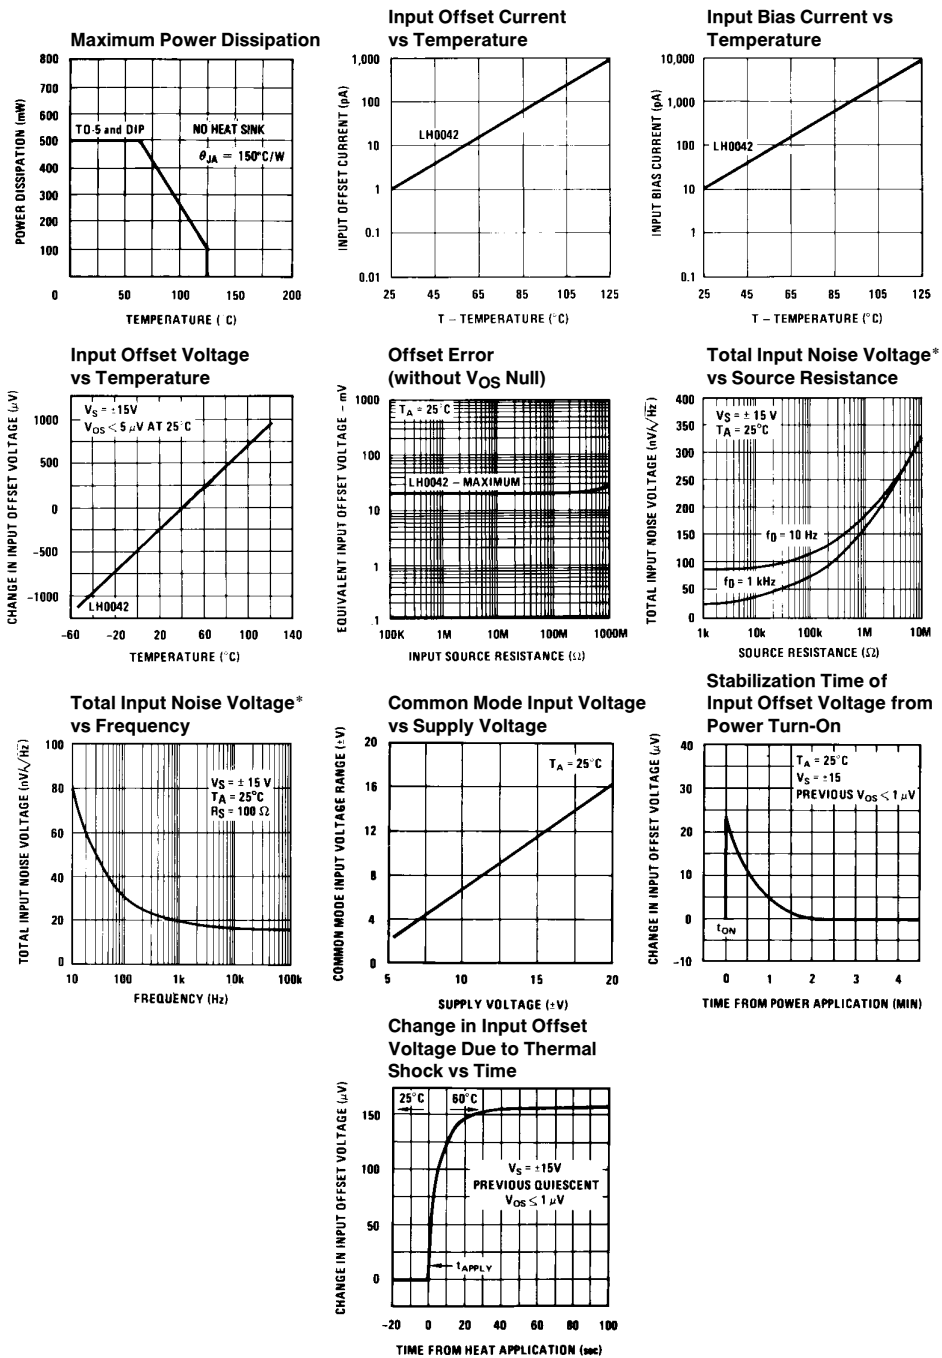 Maximum Power Dissipation
POWER DISSIPATION (mW)
800
700
600
500
400
300
200
100
0
50
100
150
200
TO-5 and DIP
NO HEAT SINK
θJA = 150°C/W
TEMPERATURE (°C)
Input Offset Current
vs Temperature
INPUT OFFSET CURRENT (pA)
1,000
100
10
1
0.1
0.01
LH0042
25
45
65
85
105
125
T – TEMPERATURE (°C)
Input Bias Current vs
Temperature
INPUT BIAS CURRENT (pA)
10,000
1,000
100
10
1
0.1
LH0042
25
45
65
85
105
125
T – TEMPERATURE (°C)
Input Offset Voltage
vs Temperature
CHANGE IN INPUT OFFSET VOLTAGE (μV)
1000
500
0
−500
−1000
VS = ±15V
VOS < 5 μV AT 25°C
LH0042
-60
-20
20
60
100
140
TEMPERATURE (°C)
Offset Error
(without VOS Null)
EQUIVALENT INPUT OFFSET VOLTAGE – mV
1000
100
10
1
.1
TA = 25°C
LH0042 – MAXIMUM
100K
1M
10M
100M
1000M
INPUT SOURCE RESISTANCE (Ω)
Total Input Noise Voltage*
vs Source Resistance
TOTAL INPUT NOISE VOLTAGE (nV/√Hz)
400
350
300
250
200
150
100
50
0
VS = ± 15 V
TA = 25°C
fO = 10 Hz
fO = 1 kHz
1k
10k
100k
1M
10M
SOURCE RESISTANCE (Ω)
Total Input Noise Voltage*
vs Frequency
TOTAL INPUT NOISE VOLTAGE (nV/√Hz)
100
80
60
40
20
0
VS = ± 15 V
TA = 25°C
RS = 100 Ω
10
100
1k
10k
100k
FREQUENCY (Hz)
Common Mode Input Voltage
vs Supply Voltage
COMMON MODE INPUT VOLTAGE RANGE (±V)
20
16
12
8
4
0
TA = 25°C
5
10
15
20
SUPPLY VOLTAGE (±V)
Stabilization Time of
Input Offset Voltage from
Power Turn-On
CHANGE IN INPUT OFFSET VOLTAGE (μV)
40
30
20
10
0
-10
TA = 25°C
VS = ±15
PREVIOUS VOS < 1 μV
tON
0
1
2
3
4
TIME FROM POWER APPLICATION (MIN)
Change in Input Offset
Voltage Due to Thermal
Shock vs Time
CHANGE IN INPUT OFFSET VOLTAGE (μV)
150
100
50
0
25°C
60°C
VS = ±15V
PREVIOUS QUIESCENT
VOS ≤ 1 μV
tAPPLY
-20
0
20
40
60
80
100
TIME FROM HEAT APPLICATION (sec)